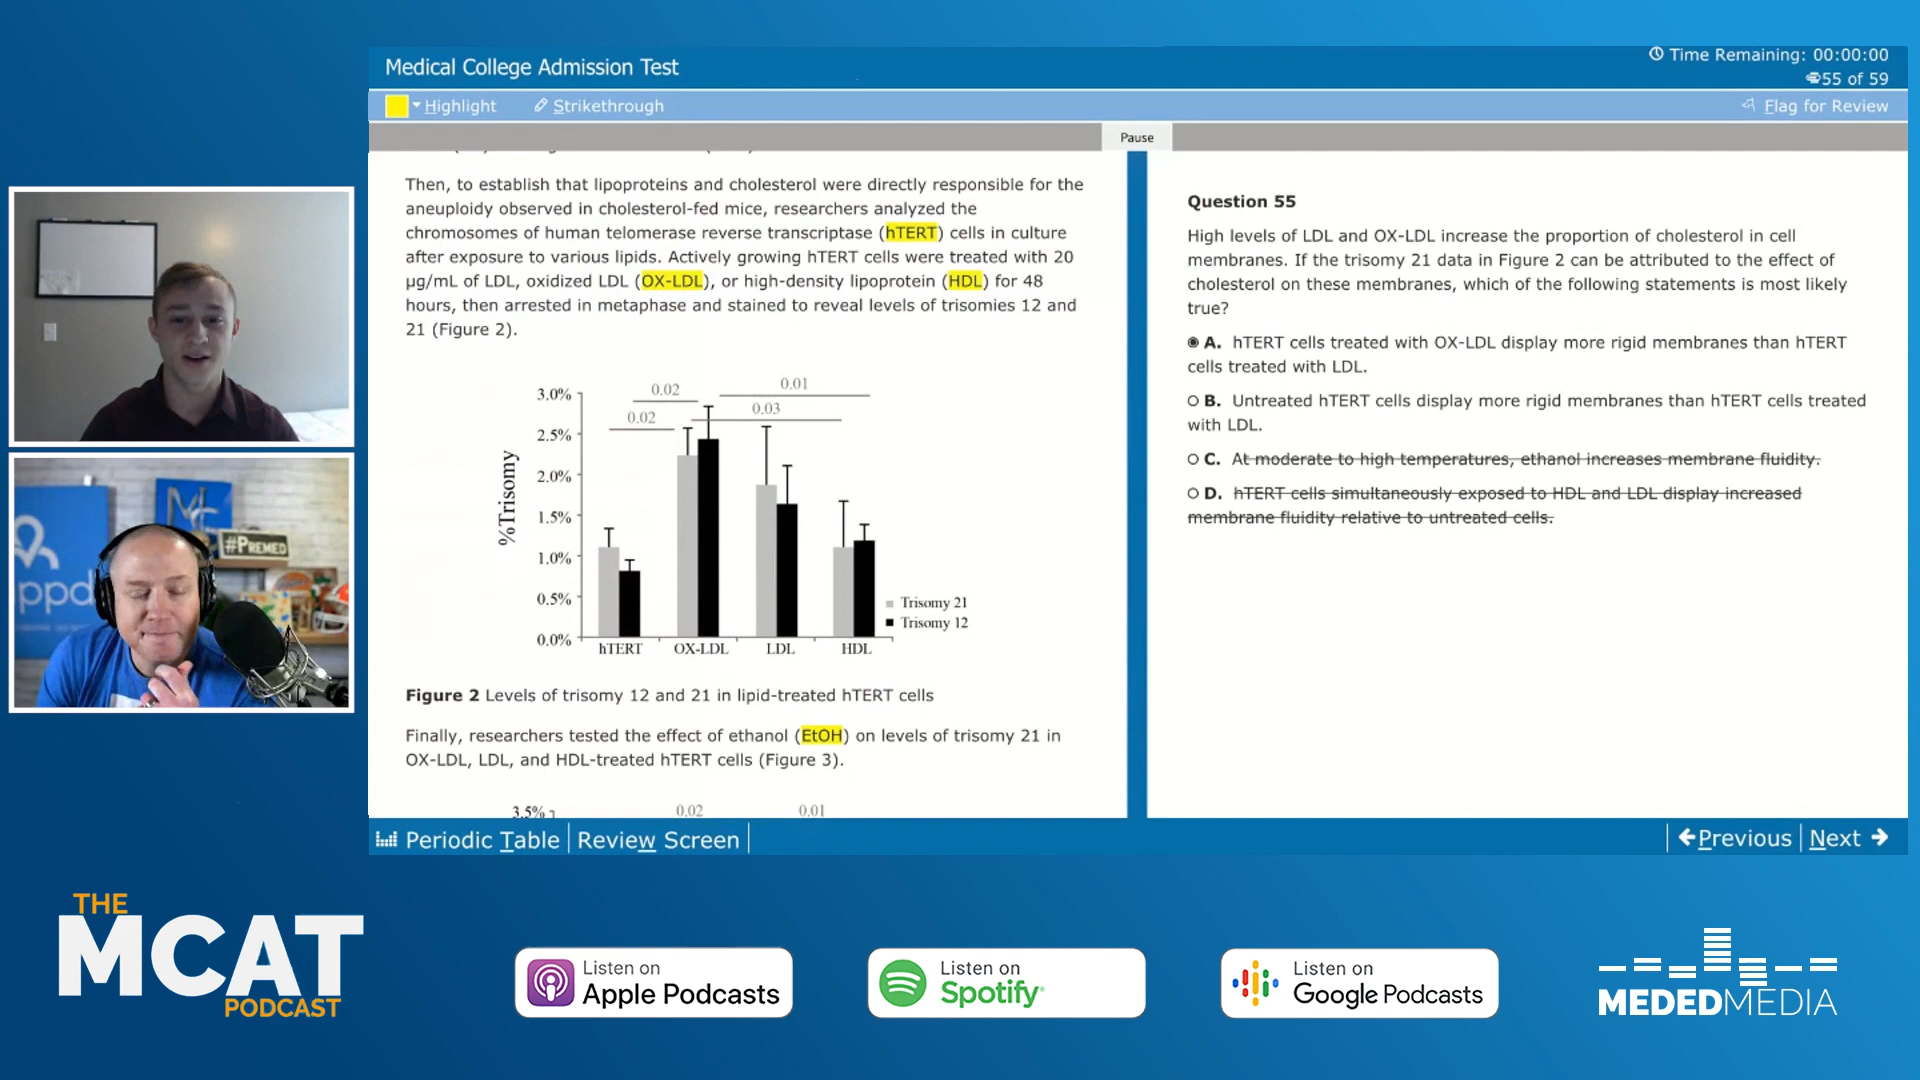 Medical College Admission Test
Time Remaining: 00:00:00
55 of 59
Highlight
Strikethrough
Flag for Review
Pause
Then, to establish that lipoproteins and cholesterol were directly responsible for the
aneuploidy observed in cholesterol-fed mice, researchers analyzed the
chromosomes of human telomerase reverse transcriptase (hTERT) cells in culture
after exposure to various lipids. Actively growing hTERT cells were treated with 20
µg/mL of LDL, oxidized LDL (OX-LDL), or high-density lipoprotein (HDL) for 48
hours, then arrested in metaphase and stained to reveal levels of trisomies 12 and
21 (Figure 2).
%Trisomy
3.0%
2.5%
2.0%
1.5%
1.0%
0.5%
0.0%
0.02
0.01
0.02
0.03
hTERT
OX-LDL
LDL
HDL
Trisomy 21
Trisomy 12
Figure 2 Levels of trisomy 12 and 21 in lipid-treated hTERT cells
Finally, researchers tested the effect of ethanol (EtOH) on levels of trisomy 21 in
OX-LDL, LDL, and HDL-treated hTERT cells (Figure 3).
3.5%
0.02
0.01
Question 55
High levels of LDL and OX-LDL increase the proportion of cholesterol in cell
membranes. If the trisomy 21 data in Figure 2 can be attributed to the effect of
cholesterol on these membranes, which of the following statements is most likely
true?
A. hTERT cells treated with OX-LDL display more rigid membranes than hTERT
cells treated with LDL.
B. Untreated hTERT cells display more rigid membranes than hTERT cells treated
with LDL.
C. At moderate to high temperatures, ethanol increases membrane fluidity.
D. hTERT cells simultaneously exposed to HDL and LDL display increased
membrane fluidity relative to untreated cells.
Periodic Table
Review Screen
Previous
Next
ppd
#PREMED
THE
MCAT
PODCAST
Listen on
Apple Podcasts
Listen on
Spotify
Listen on
Google Podcasts
MEDEDMEDIA